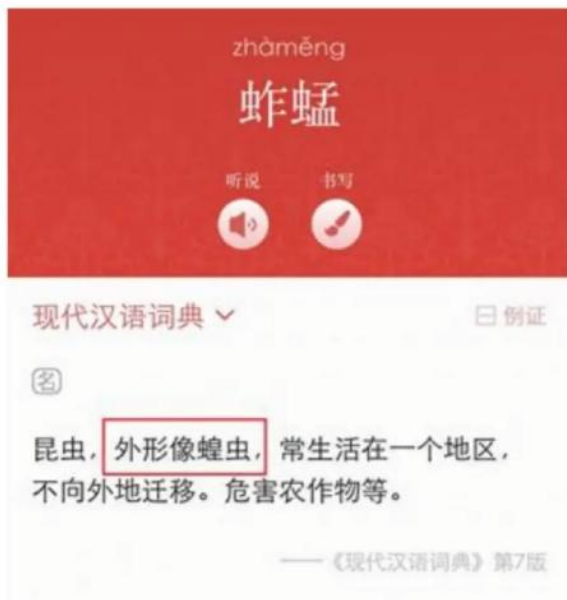 zhàměng
蚱蜢
听说 书写
现代汉语词典 例证
名
昆虫，外形像蝗虫，常生活在一个地区，
不向外地迁移。危害农作物等。
——《现代汉语词典》第7版